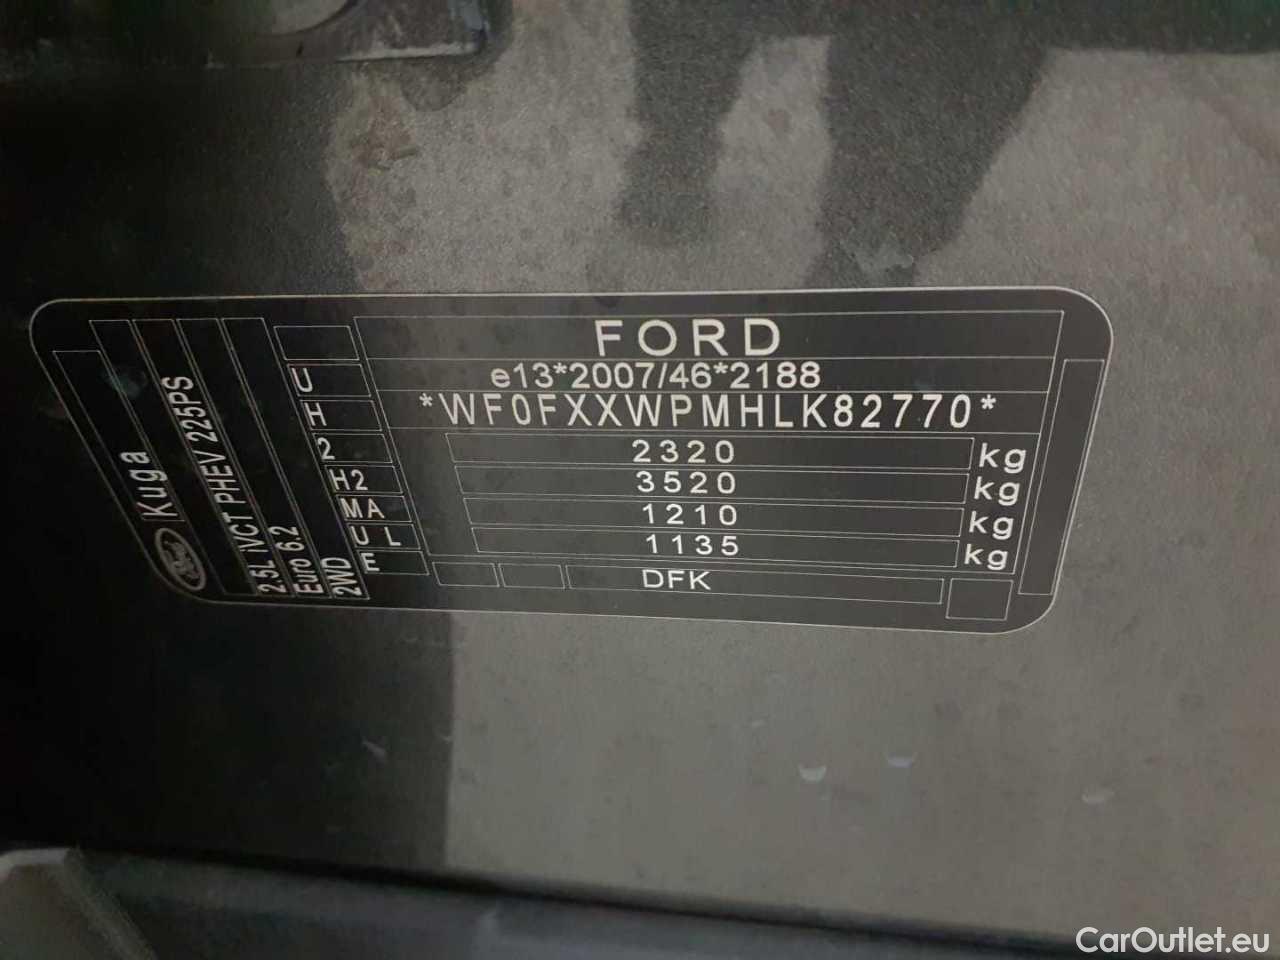 FORD
e13*2007/46*2188
*WF0FXXWPMHLK82770*
2320 kg
3520 kg
1210 kg
1135 kg
DFK
U
H
2
H2
MA
U L
E
Ford
Kuga
2.5L iVCT PHEV 225PS
Euro 6.2
2WD
CarOutlet.eu